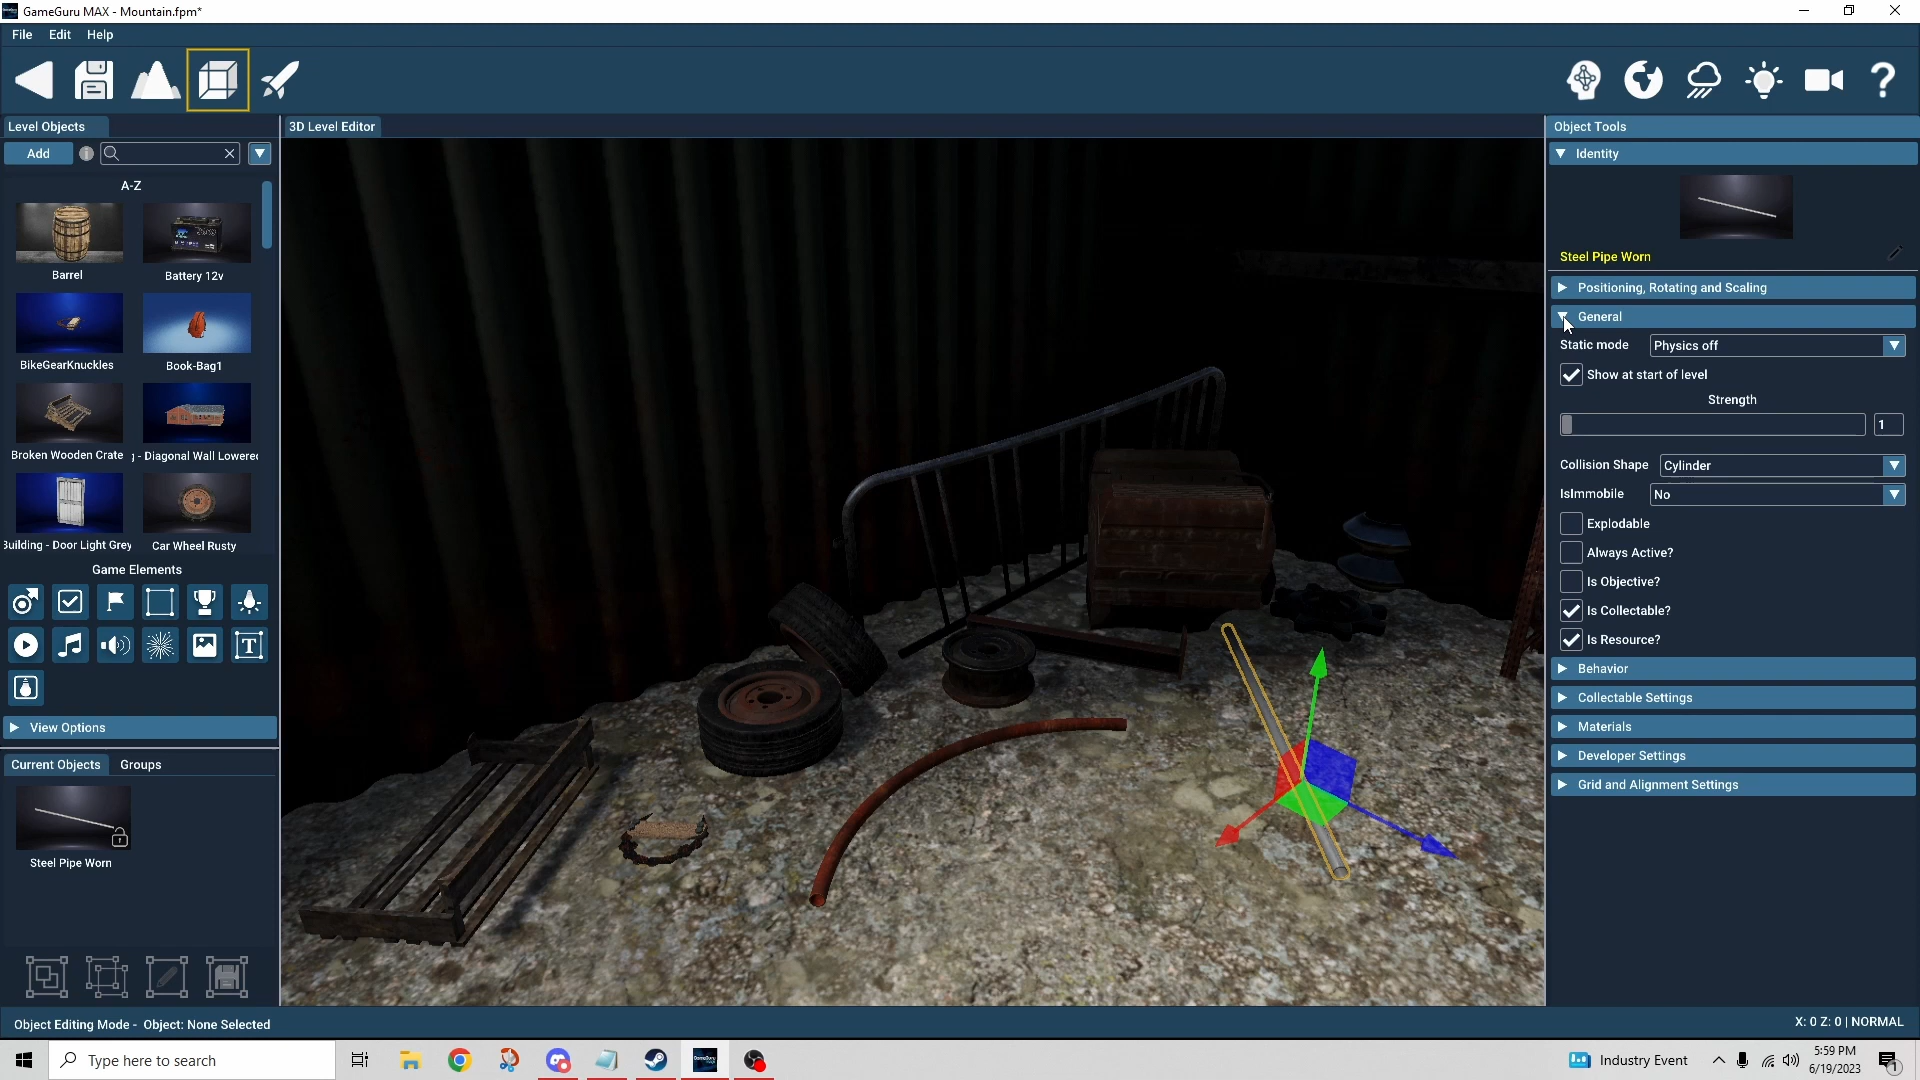 GameGuru MAX - Mountain.fpm*
File Edit Help
Level Objects
Add
A-Z
Barrel
Battery 12v
BikeGearKnuckles
Book-Bag1
Broken Wooden Crate
- Diagonal Wall Lowere
Building - Door Light Grey
Car Wheel Rusty
Game Elements
View Options
Current Objects Groups
Steel Pipe Worn
3D Level Editor
Object Tools
Identity
Steel Pipe Worn
Positioning, Rotating and Scaling
General
Static mode Physics off
Show at start of level
Strength
1
Collision Shape Cylinder
IsImmobile No
Explodable
Always Active?
Is Objective?
Is Collectable?
Is Resource?
Behavior
Collectable Settings
Materials
Developer Settings
Grid and Alignment Settings
Object Editing Mode - Object: None Selected
X: 0 Z: 0 | NORMAL
Type here to search
Industry Event
5:59 PM
6/19/2023
1